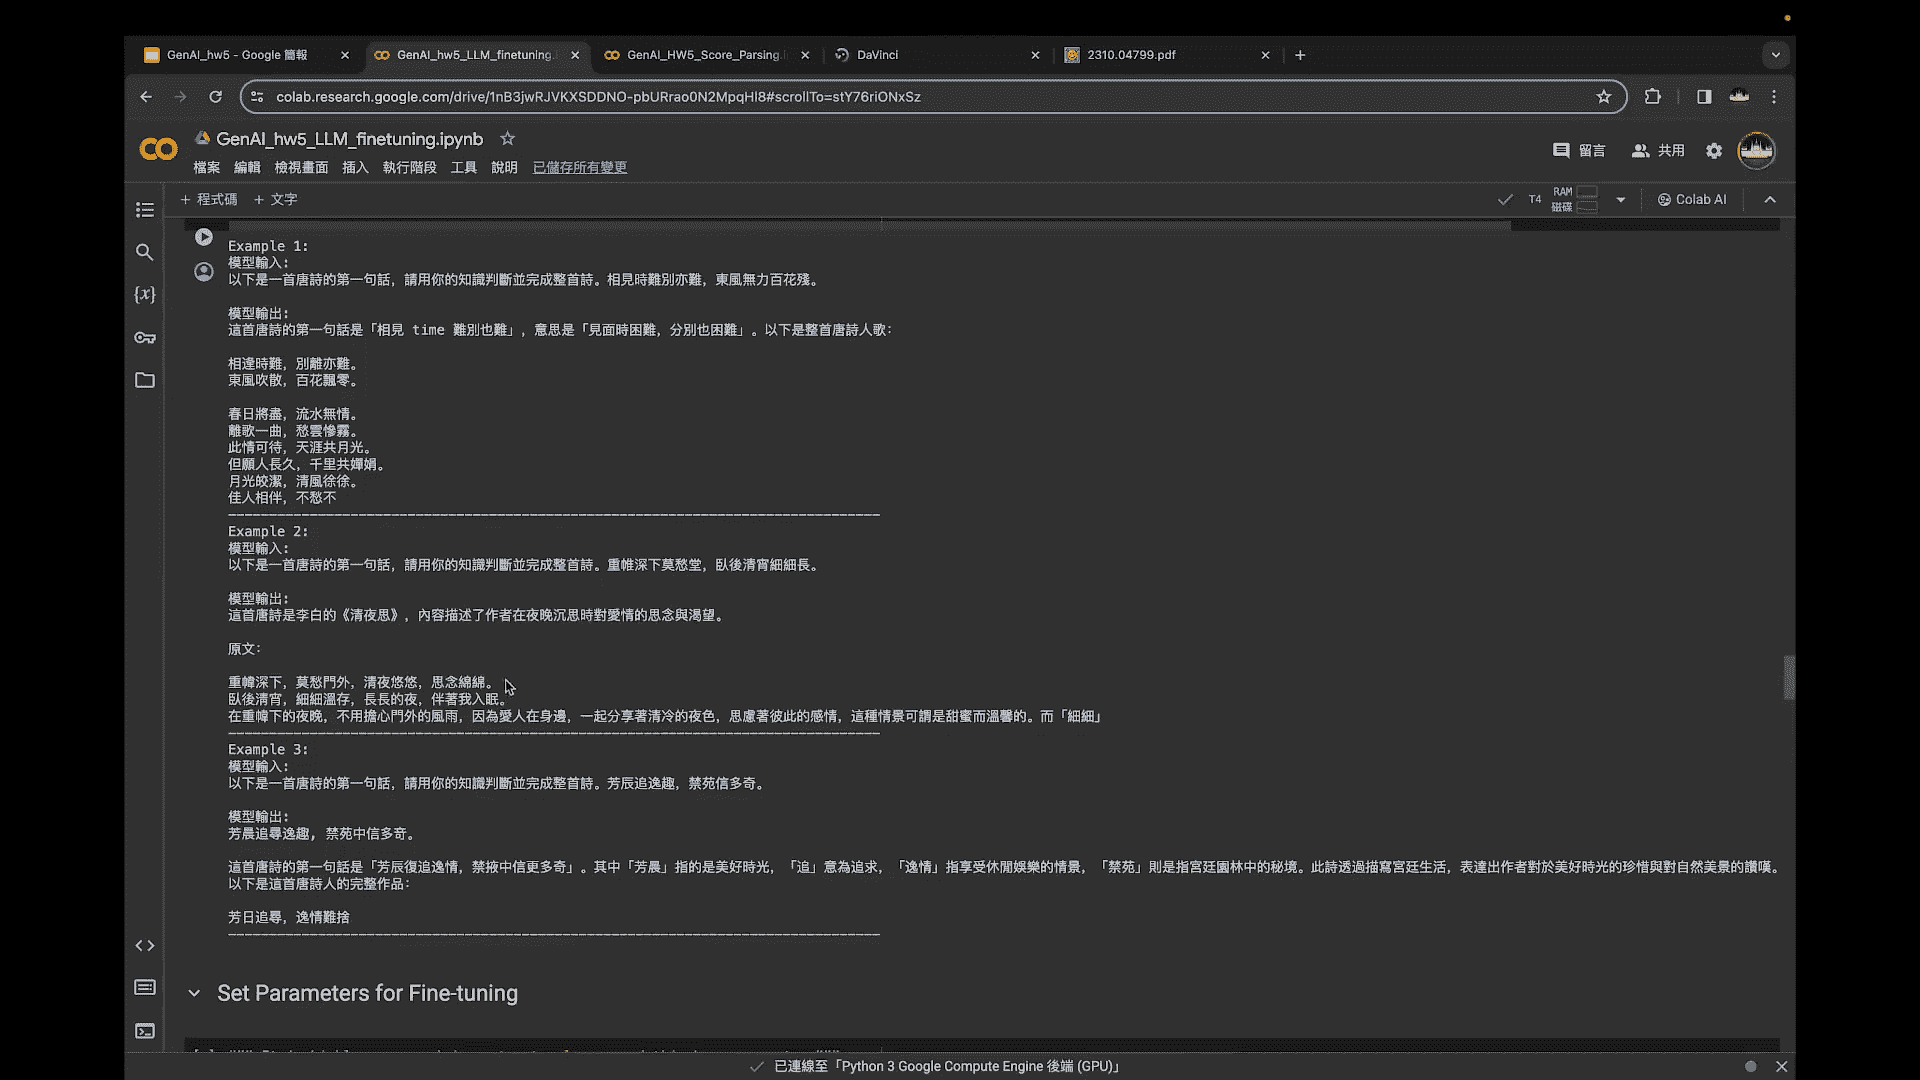 GenAI_hw5 - Google 簡報
GenAI_hw5_LLM_finetuning.
GenAI_HW5_Score_Parsing.i
DaVinci
2310.04799.pdf
colab.research.google.com/drive/1nB3jwRJVKXSDDNO-pbURrao0N2MpqHl8#scrollTo=stY76riONxSz
GenAI_hw5_LLM_finetuning.ipynb
檔案 編輯 檢視畫面 插入 執行階段 工具 說明 已儲存所有變更
留言 共用
+ 程式碼 + 文字
T4 RAM 磁碟 Colab AI
Example 1:
模型輸入:
以下是一首唐詩的第一句話，請用你的知識判斷並完成整首詩。相見時難別亦難，東風無力百花殘。
模型輸出:
這首唐詩的第一句話是「相見 time 難別也難」，意思是「見面時困難，分別也困難」。以下是整首唐詩人歌：
相逢時難，別離亦難。
東風吹散，百花飄零。
春日將盡，流水無情。
離歌一曲，愁雲慘霧。
此情可待，天涯共月光。
但願人長久，千里共嬋娟。
月光皎潔，清風徐徐。
佳人相伴，不愁不
--------------------------------------------------------------------------------
Example 2:
模型輸入:
以下是一首唐詩的第一句話，請用你的知識判斷並完成整首詩。重帷深下莫愁堂，臥後清宵細細長。
模型輸出:
這首唐詩是李白的《清夜思》，內容描述了作者在夜晚沉思時對愛情的思念與渴望。
原文：
重幃深下，莫愁門外，清夜悠悠，思念綿綿。
臥後清宵，細細溫存，長長的夜，伴著我入眠。
在重幃下的夜晚，不用擔心門外的風雨，因為愛人在身邊，一起分享著清冷的夜色，思慮著彼此的感情，這種情景可謂是甜蜜而溫馨的。而「細細」
--------------------------------------------------------------------------------
Example 3:
模型輸入:
以下是一首唐詩的第一句話，請用你的知識判斷並完成整首詩。芳辰追逸趣，禁苑信多奇。
模型輸出:
芳晨追尋逸趣, 禁苑中信多奇。
這首唐詩的第一句話是「芳辰復追逸情，禁掖中信更多奇」。其中「芳晨」指的是美好時光，「追」意為追求，「逸情」指享受休閒娛樂的情景，「禁苑」則是指宮廷園林中的秘境。此詩透過描寫宮廷生活，表達出作者對於美好時光的珍惜與對自然美景的讚嘆。
以下是這首唐詩人的完整作品：
芳日追尋，逸情難捨
--------------------------------------------------------------------------------
Set Parameters for Fine-tuning
已連線至「Python 3 Google Compute Engine 後端 (GPU)」